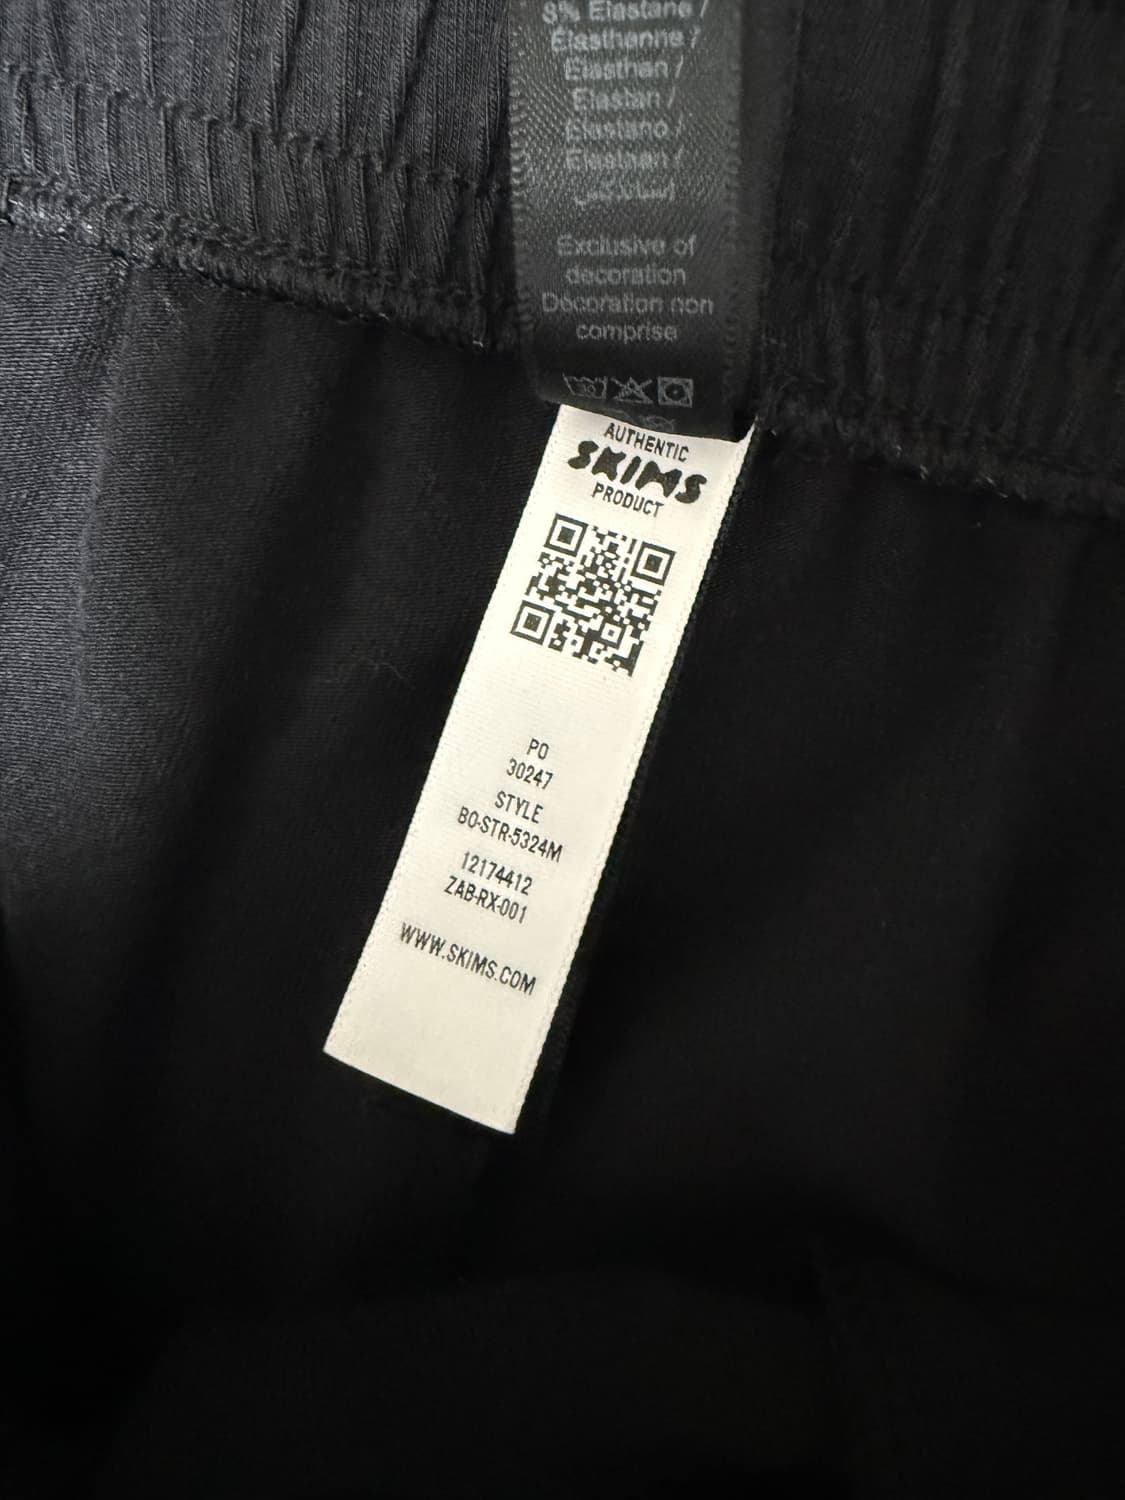 8% Elastane /
Élasthanne /
Elasthan /
Elastan /
Elastano /
Elasthan /
إيلاستين
Exclusive of
decoration
Décoration non
comprise
AUTHENTIC
SKIMS
PRODUCT
PO
30247
STYLE
BO-STR-5324M
12174412
ZAB-RX-001
WWW.SKIMS.COM